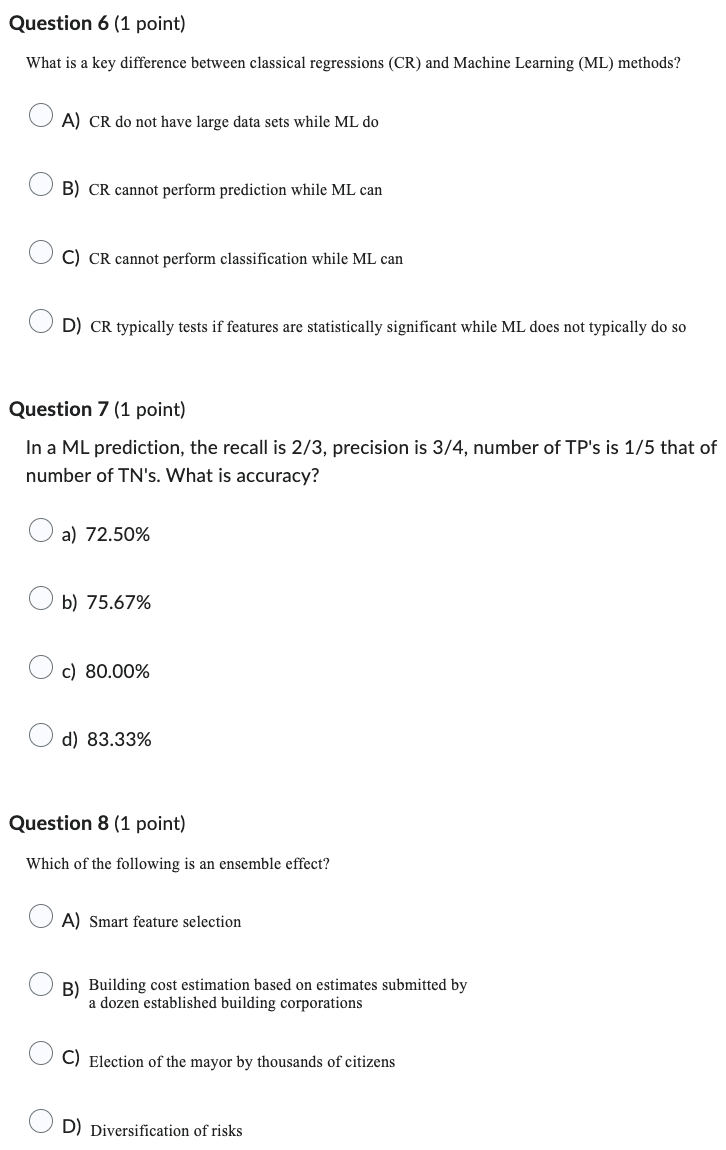 Question 6 (1 point)
What is a key difference between classical regressions (CR) and Machine Learning (ML) methods?
A) CR do not have large data sets while ML do
B) CR cannot perform prediction while ML can
C) CR cannot perform classification while ML can
D) CR typically tests if features are statistically significant while ML does not typically do so
Question 7 (1 point)
In a ML prediction, the recall is 2/3, precision is 3/4, number of TP's is 1/5 that of
number of TN's. What is accuracy?
a) 72.50%
b) 75.67%
c) 80.00%
d) 83.33%
Question 8 (1 point)
Which of the following is an ensemble effect?
A) Smart feature selection
B) Building cost estimation based on estimates submitted by
a dozen established building corporations
C) Election of the mayor by thousands of citizens
D) Diversification of risks